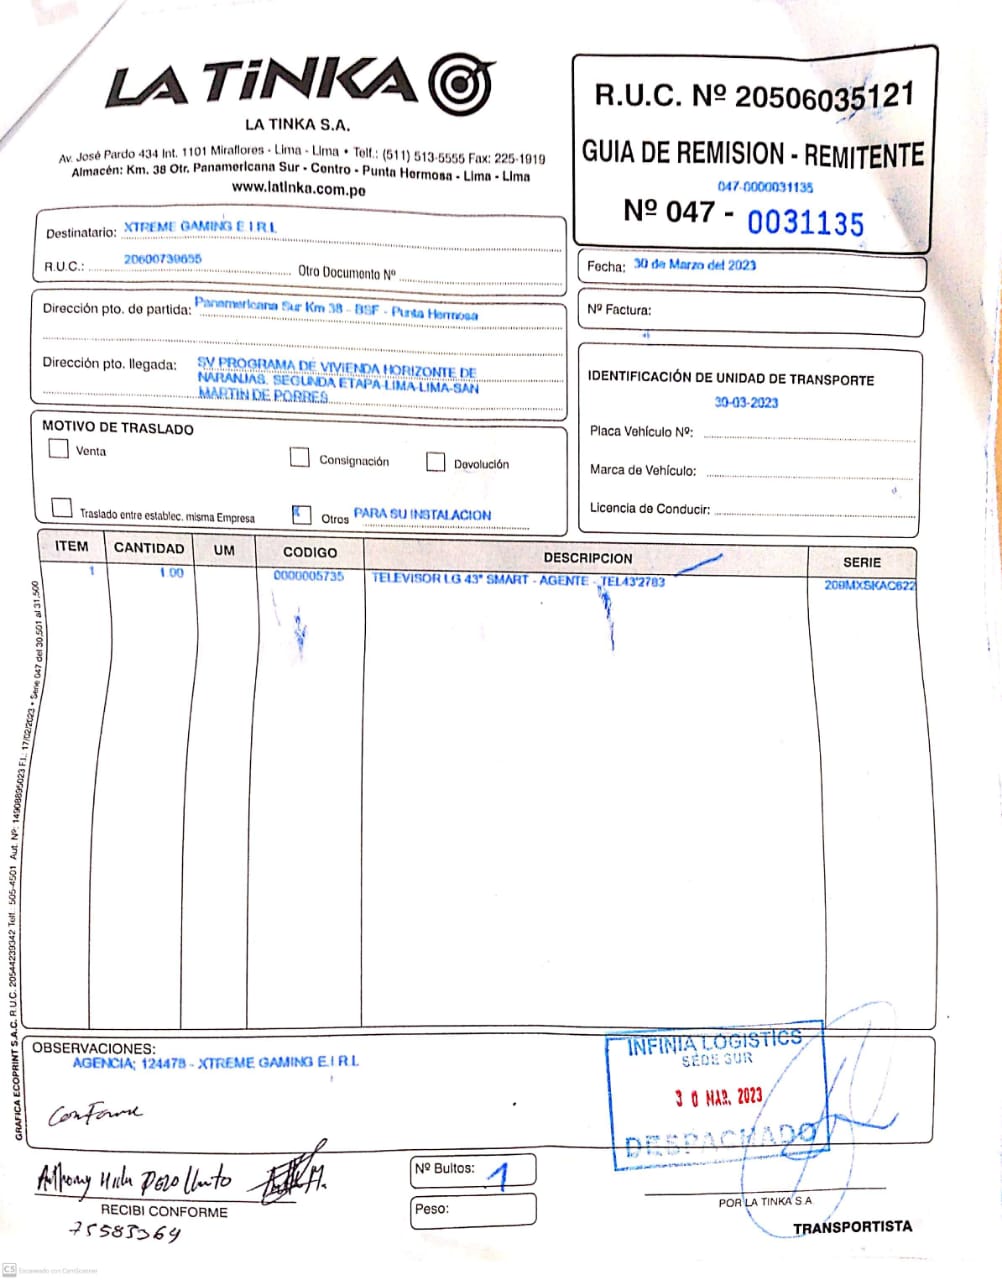 LA TiNKA
LA TINKA S.A.
Av. José Pardo 434 Int. 1101 Miraflores - Lima - Lima • Telf.: (511) 513-5555 Fax: 225-1919
Almacén: Km. 38 Otr. Panamericana Sur - Centro - Punta Hermosa - Lima - Lima
www.latinka.com.pe
R.U.C. Nº 20506035121
GUIA DE REMISION - REMITENTE
047-0000031135
Nº 047 - 0031135
Destinatario: XTREME GAMING E I R L
R.U.C.: 20600739655 Otro Documento Nº
Fecha: 30 de Marzo del 2023
Dirección pto. de partida: Panamericana Sur Km 38 - BSF - Punta Hermosa
Nº Factura:
Dirección pto. llegada: SV PROGRAMA DE VIVIENDA HORIZONTE DE
NARANJAS. SEGUNDA ETAPA-LIMA-LIMA-SAN
MARTIN DE PORRES
IDENTIFICACIÓN DE UNIDAD DE TRANSPORTE
30-03-2023
Placa Vehículo Nº:
Marca de Vehículo:
Licencia de Conducir:
MOTIVO DE TRASLADO
Venta
Consignación
Devolución
Traslado entre establec. misma Empresa
Otros PARA SU INSTALACION
ITEM CANTIDAD UM CODIGO DESCRIPCION SERIE
1 1.00 0000005735 TELEVISOR LG 43" SMART - AGENTE - TEL43'2783 209MXSKAC622
GRAFICA ECOPRINT S.A.C. R.U.C. 20544239342 Telf. 505-4501 Aut. Nº: 14908895023 F.I.: 17/02/2023 • Serie 047 del 30,501 al 31,500
OBSERVACIONES:
AGENCIA; 124478 - XTREME GAMING E.I R L
Conforme
INFINIA LOGISTICS
SEDE SUR
30 MAR. 2023
DESPACHADO
Anthony
RECIBI CONFORME
75585369
Nº Bultos: 1
Peso:
POR LA TINKA S A
TRANSPORTISTA
CS Escaneado con CamScanner